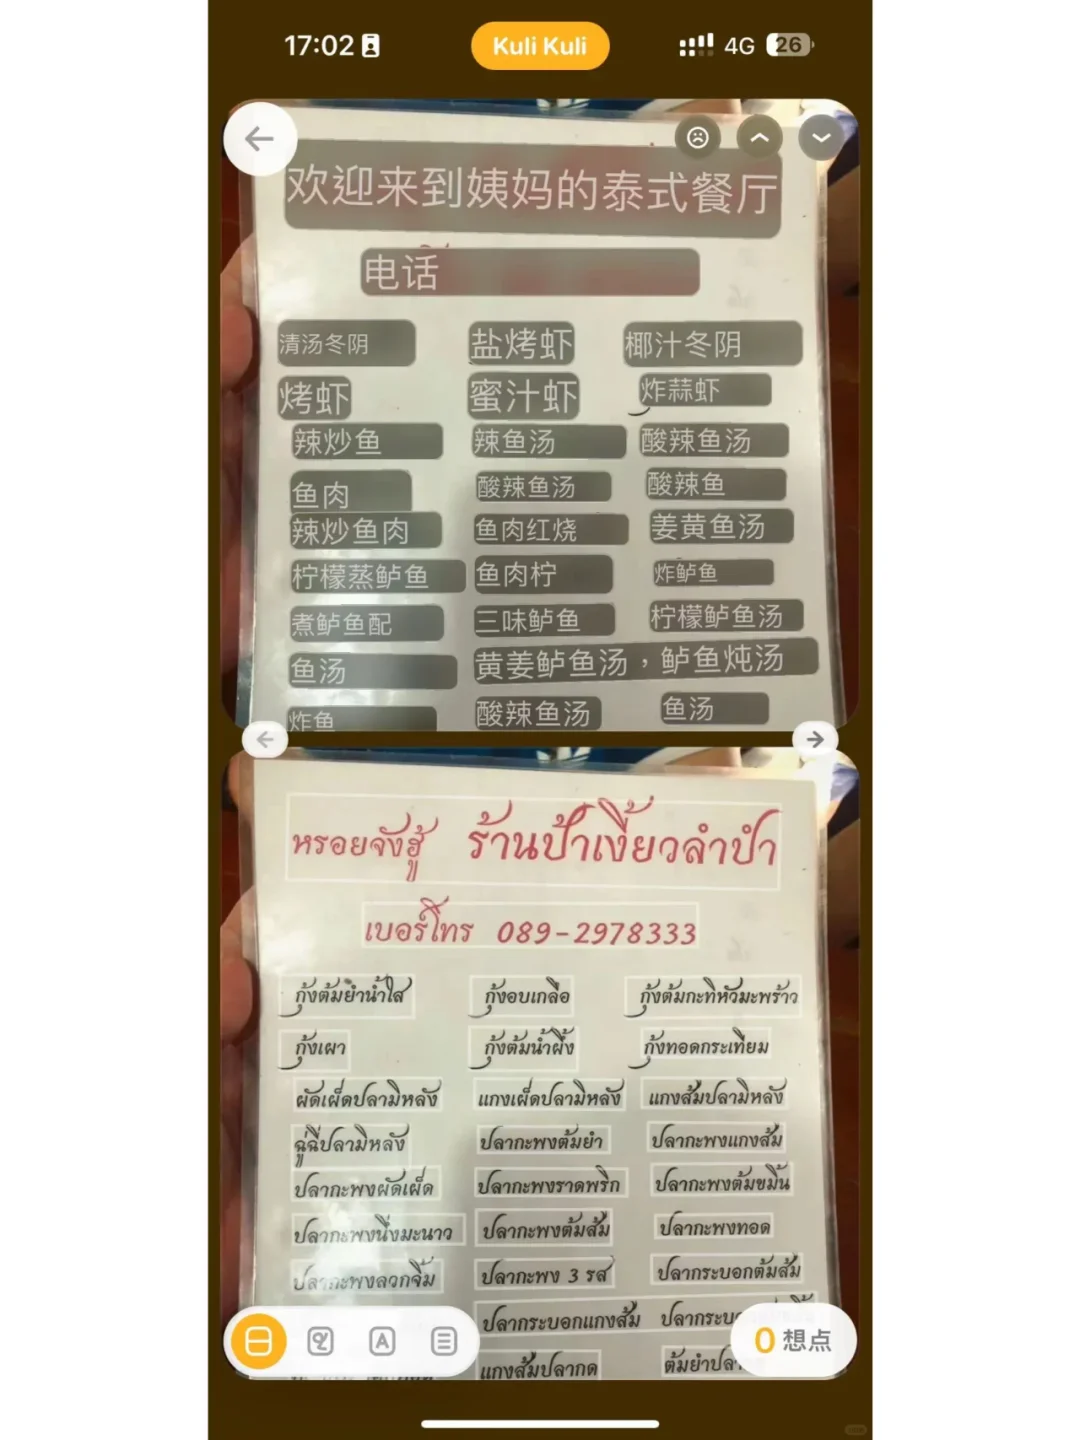 17:02 Kuli Kuli 4G 26
欢迎来到姨妈的泰式餐厅
电话
清汤冬阴 盐烤虾 椰汁冬阴
烤虾 蜜汁虾 炸蒜虾
辣炒鱼 辣鱼汤 酸辣鱼汤
鱼肉 酸辣鱼汤 酸辣鱼
辣炒鱼肉 鱼肉红烧 姜黄鱼汤
柠檬蒸鲈鱼 鱼肉柠 炸鲈鱼
煮鲈鱼配 三味鲈鱼 柠檬鲈鱼汤
鱼汤 黄姜鲈鱼汤，鲈鱼炖汤
炸鱼 酸辣鱼汤 鱼汤
หรอยจังฮู้ ร้านป้าเงี้ยวลำปำ
เบอร์โทร 089-2978333
กุ้งต้มยำน้ำใส กุ้งอบเกลือ กุ้งต้มกะทิหัวมะพร้าว
กุ้งเผา กุ้งต้มน้ำผึ้ง กุ้งทอดกระเทียม
ผัดเผ็ดปลามิหลัง แกงเผ็ดปลามิหลัง แกงส้มปลามิหลัง
ฉู่ฉี่ปลามิหลัง ปลากะพงต้มยำ ปลากะพงแกงส้ม
ปลากะพงผัดเผ็ด ปลากะพงราดพริก ปลากะพงต้มขมิ้น
ปลากะพงนึ่งมะนาว ปลากะพงต้มส้ม ปลากะพงทอด
ปลากะพงลวกจิ้ม ปลากะพง 3 รส ปลากระบอกต้มส้ม
ปลากระบอกแกงส้ม
แกงส้มปลากด
0 想点